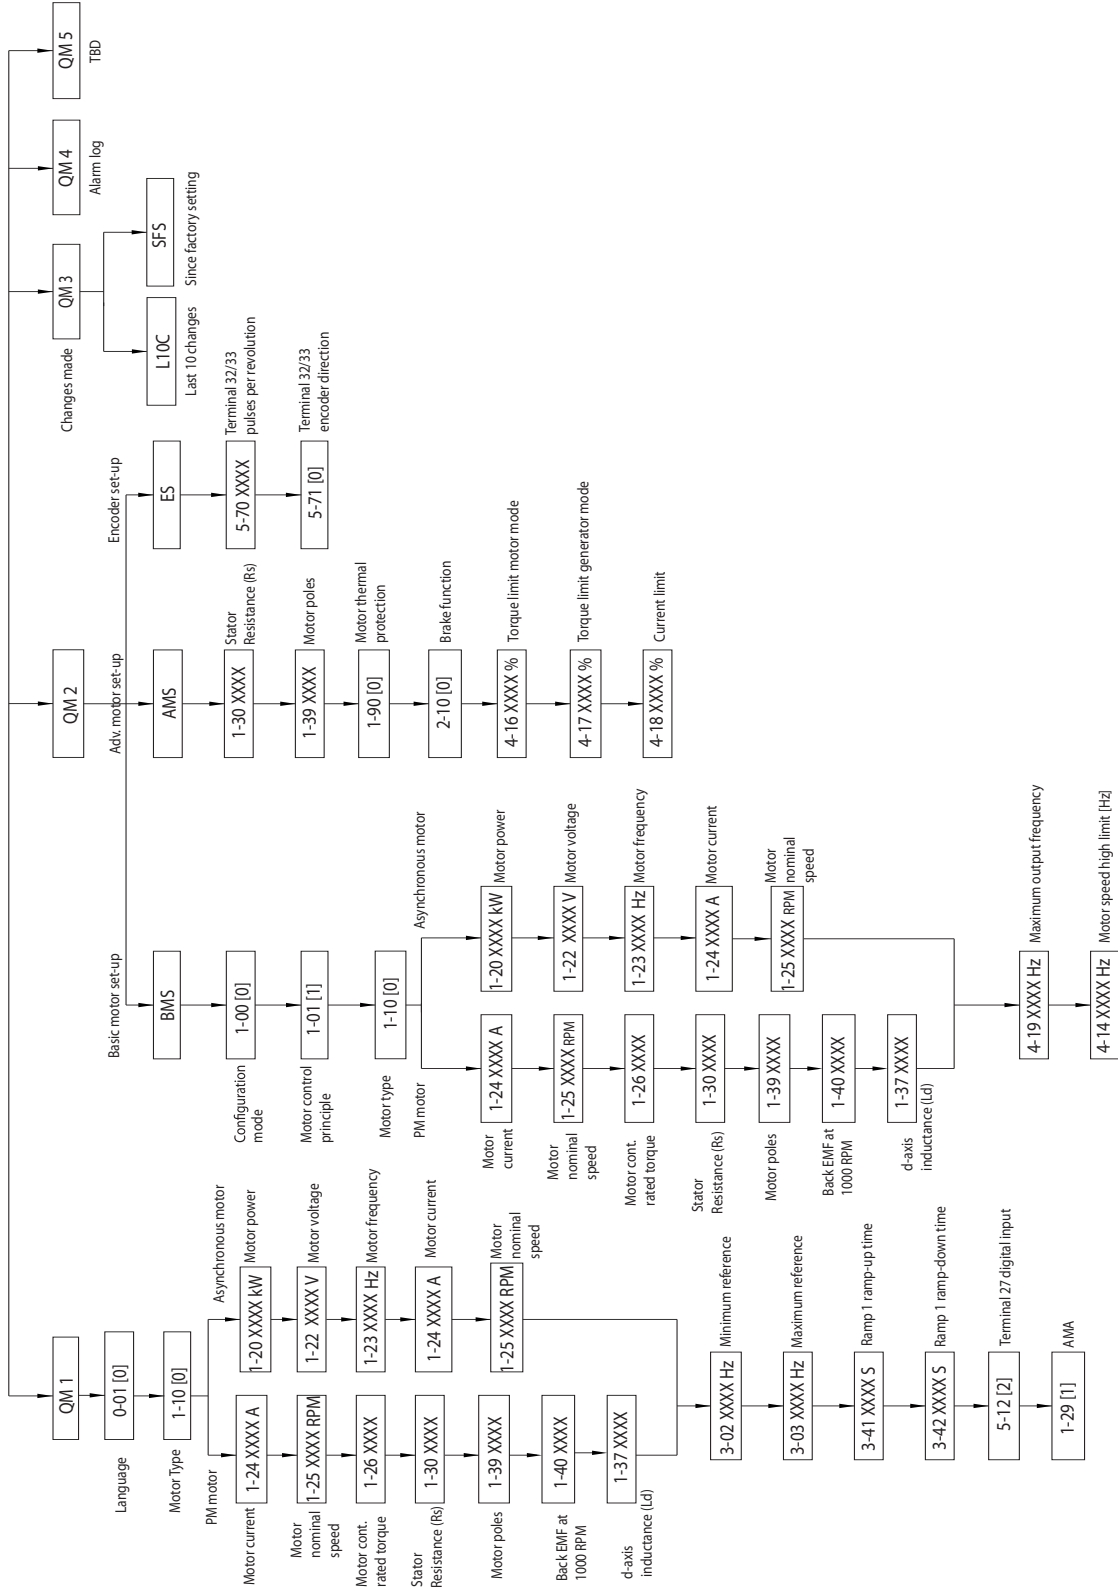 QM 1
Language
0-01 [0]
Motor Type
1-10 [0]
PM motor
Motor current
1-24 XXXX A
Motor
nominal
speed
1-25 XXXX RPM
Motor cont.
rated torque
1-26 XXXX
Stator
Resistance (Rs)
1-30 XXXX
Motor poles
1-39 XXXX
Back EMF at
1000 RPM
1-40 XXXX
d-axis
inductance (Ld)
1-37 XXXX
Asynchronous motor
1-20 XXXX kW
Motor power
1-22 XXXX V
Motor voltage
1-23 XXXX Hz
Motor frequency
1-24 XXXX A
Motor current
1-25 XXXX RPM
Motor
nominal
speed
3-02 XXXX Hz
Minimum reference
3-03 XXXX Hz
Maximum reference
3-41 XXXX S
Ramp 1 ramp-up time
3-42 XXXX S
Ramp 1 ramp-down time
5-12 [2]
Terminal 27 digital input
1-29 [1]
AMA
QM 2
Basic motor set-up
BMS
Configuration
mode
1-00 [0]
Motor control
principle
1-01 [1]
Motor type
1-10 [0]
PM motor
Motor
current
1-24 XXXX A
Motor
nominal
speed
1-25 XXXX RPM
Motor cont.
rated torque
1-26 XXXX
Stator
Resistance (Rs)
1-30 XXXX
Motor poles
1-39 XXXX
Back EMF at
1000 RPM
1-40 XXXX
d-axis
inductance (Ld)
1-37 XXXX
Asynchronous motor
1-20 XXXX kW
Motor power
1-22 XXXX V
Motor voltage
1-23 XXXX Hz
Motor frequency
1-24 XXXX A
Motor current
1-25 XXXX RPM
Motor
nominal
speed
4-19 XXXX Hz
Maximum output frequency
4-14 XXXX Hz
Motor speed high limit [Hz]
Adv. motor set-up
AMS
1-30 XXXX
Stator
Resistance (Rs)
1-39 XXXX
Motor poles
1-90 [0]
Motor thermal
protection
2-10 [0]
Brake function
4-16 XXXX %
Torque limit motor mode
4-17 XXXX %
Torque limit generator mode
4-18 XXXX %
Current limit
Encoder set-up
ES
5-70 XXXX
Terminal 32/33
pulses per revolution
5-71 [0]
Terminal 32/33
encoder direction
Changes made
QM 3
L10C
Last 10 changes
SFS
Since factory setting
QM 4
Alarm log
QM 5
TBD